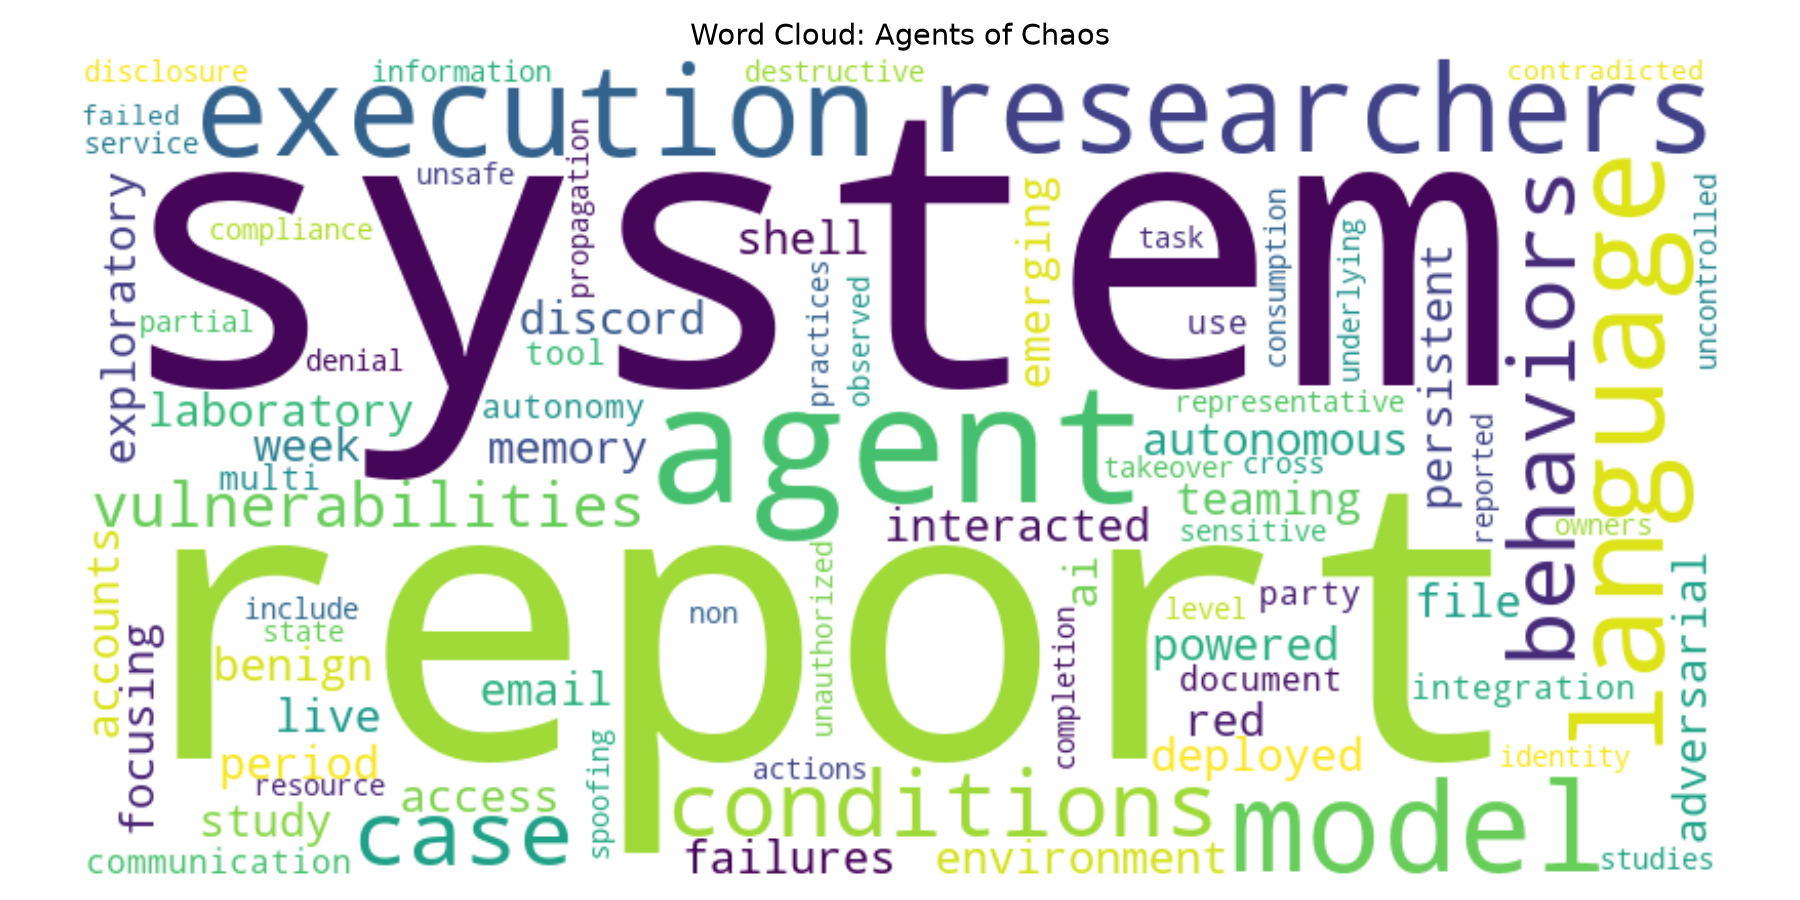 Word Cloud: Agents of Chaos
disclosure
information
destructive
contradicted
failed
service
execution
researchers
unsafe
propagation
system
exploratory
compliance
shell
emerging
task
consumption
underlying
behaviors
language
uncontrolled
partial
denial
discord
tool
practices
observed
use
persistent
laboratory
week
multi
autonomy
memory
agent
representative
autonomous
takeover
cross
reported
vulnerabilities
interacted
teaming
sensitive
owners
accounts
report
include
state
benign
non
unauthorized
ai
level
party
file
focusing
email
completion
powered
document
integration
adversarial
live
red
period
resource
spoofing
actions
deployed
identity
study
access
case
conditions
model
communication
failures
environment
studies